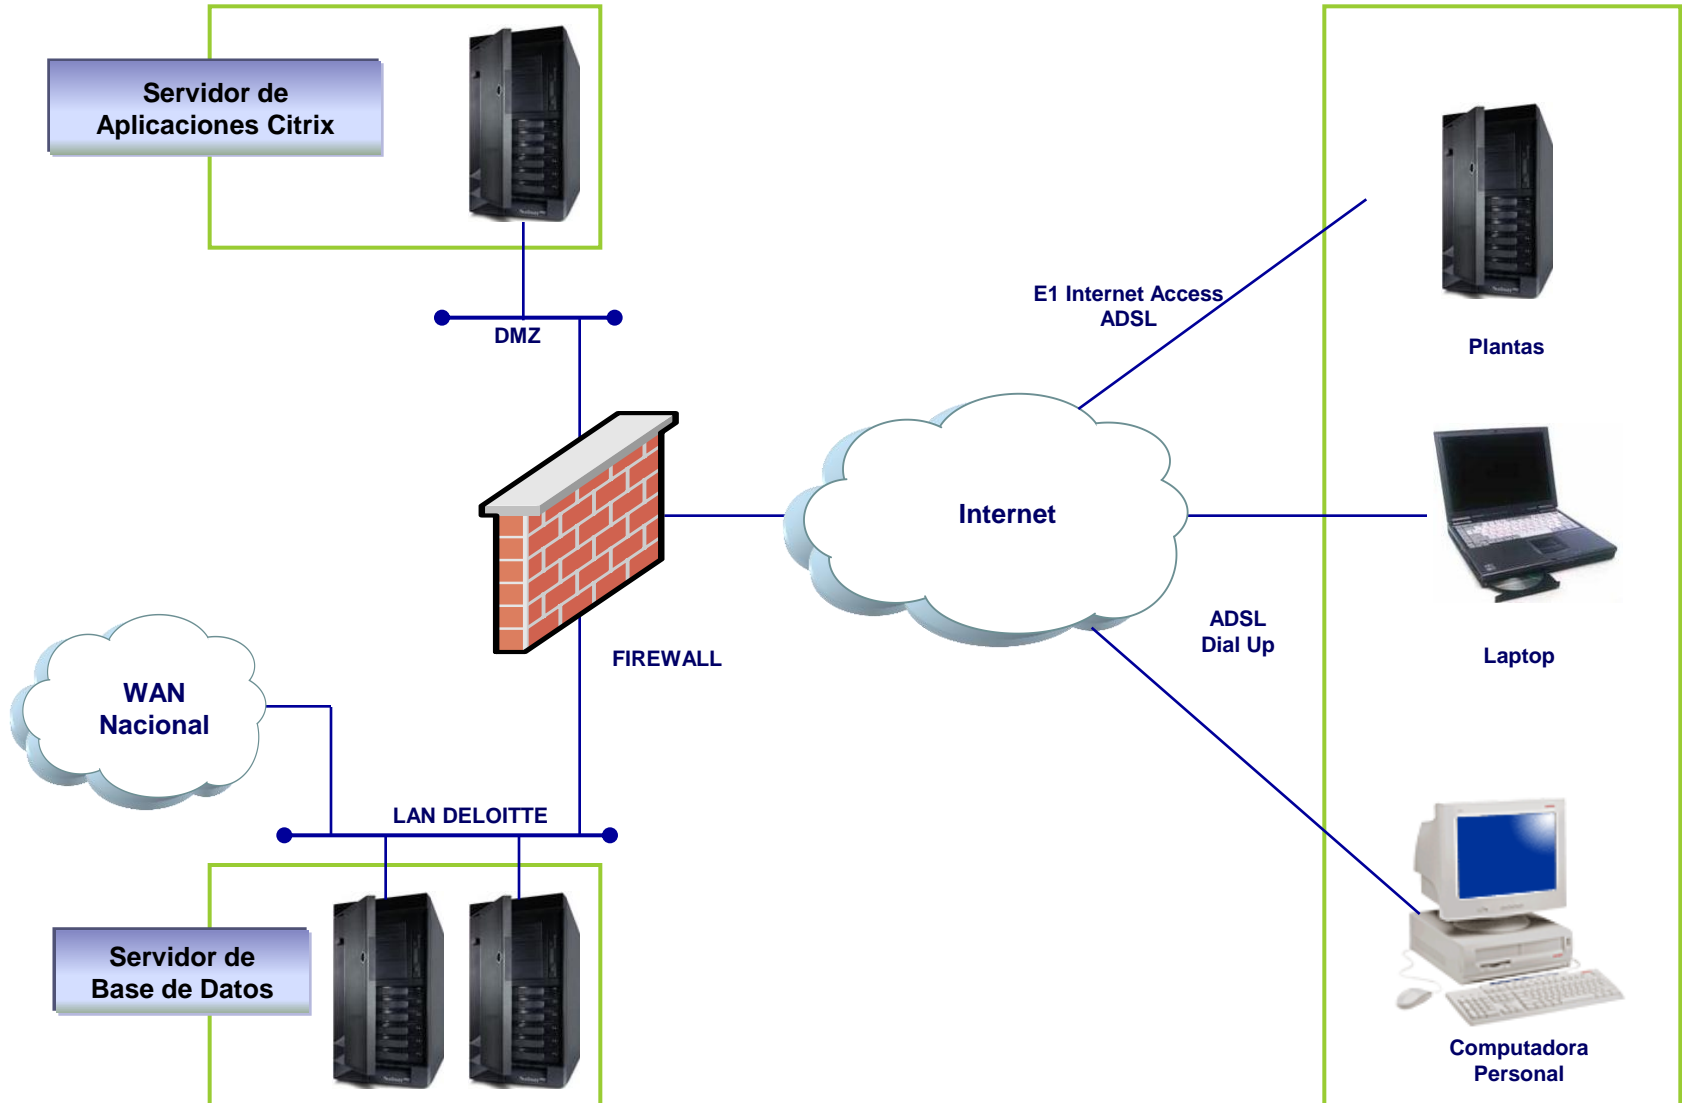 Servidor de
Aplicaciones Citrix
DMZ
E1 Internet Access
ADSL
Plantas
Internet
FIREWALL
ADSL
Dial Up
Laptop
WAN
Nacional
LAN DELOITTE
Servidor de
Base de Datos
Computadora
Personal